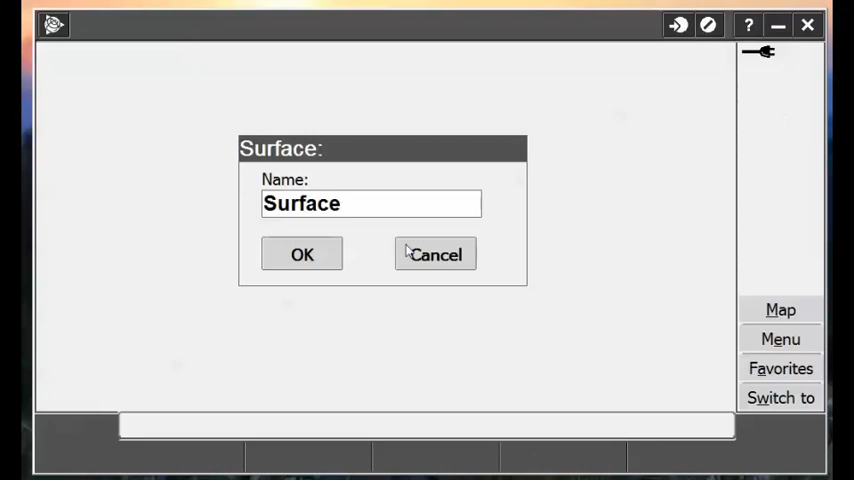 ?
Surface:
Name:
Surface
OK
Cancel
Map
Menu
Favorites
Switch to